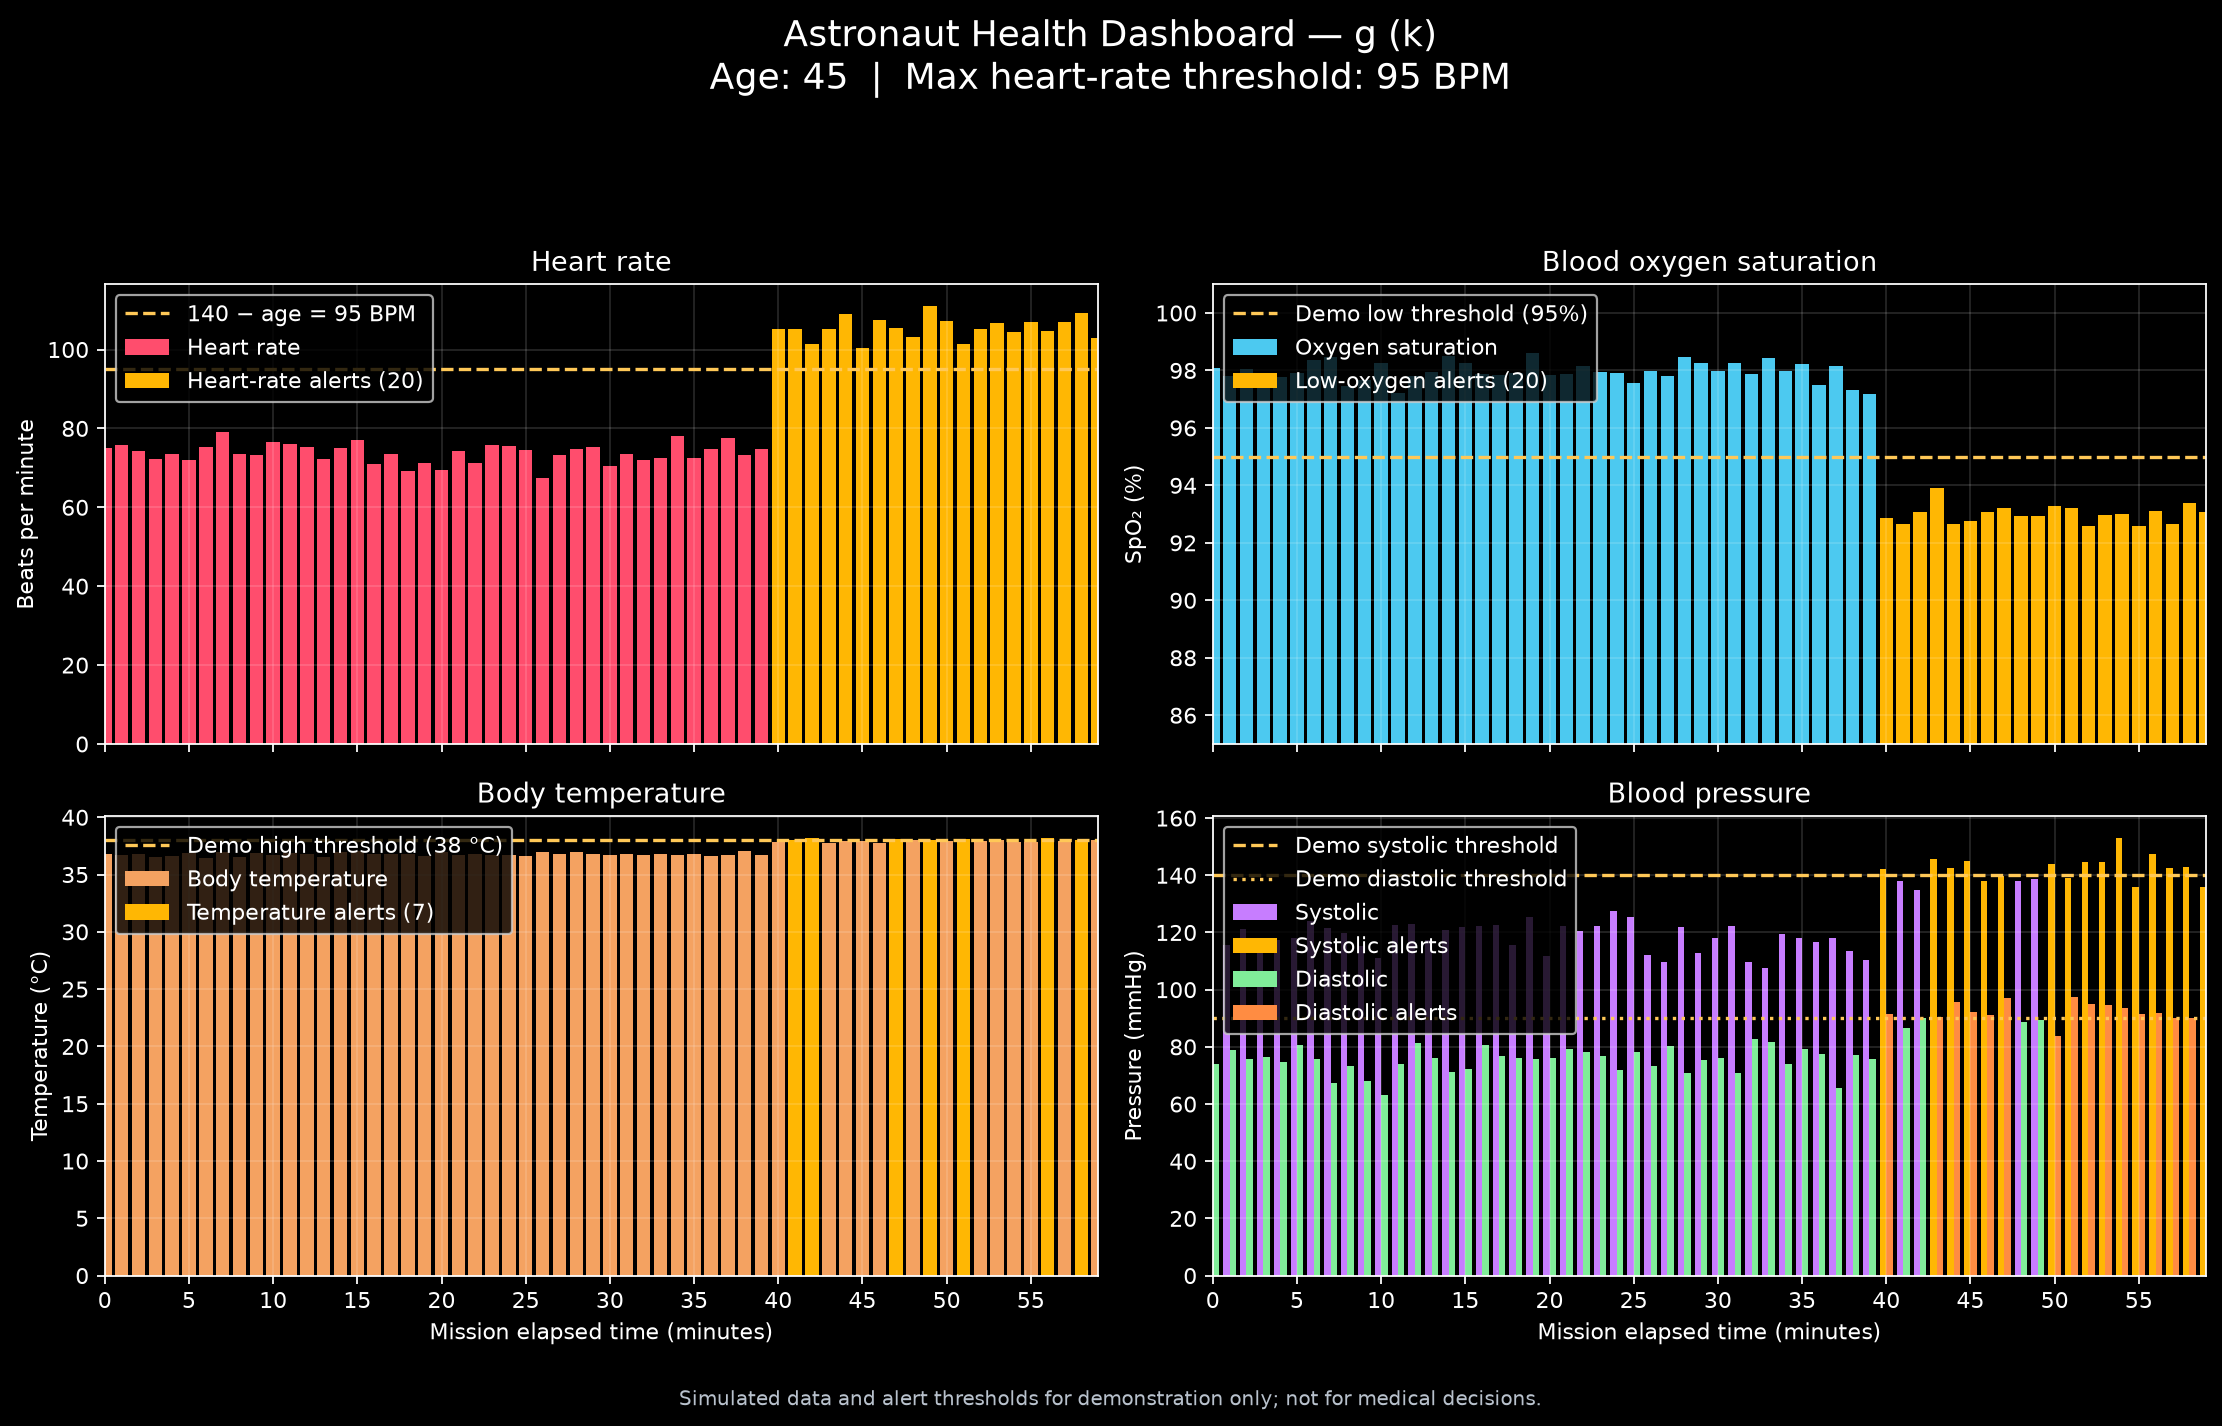 Astronaut Health Dashboard — g (k)
Age: 45 | Max heart-rate threshold: 95 BPM
Heart rate
140 − age = 95 BPM
Heart rate
Heart-rate alerts (20)
Beats per minute
100
80
60
40
20
0
Blood oxygen saturation
Demo low threshold (95%)
Oxygen saturation
Low-oxygen alerts (20)
SpO₂ (%)
100
98
96
94
92
90
88
86
Body temperature
Demo high threshold (38 °C)
Body temperature
Temperature alerts (7)
Temperature (°C)
40
35
30
25
20
15
10
5
0
0 5 10 15 20 25 30 35 40 45 50 55
Mission elapsed time (minutes)
Blood pressure
Demo systolic threshold
Demo diastolic threshold
Systolic
Systolic alerts
Diastolic
Diastolic alerts
Pressure (mmHg)
160
140
120
100
80
60
40
20
0
0 5 10 15 20 25 30 35 40 45 50 55
Mission elapsed time (minutes)
Simulated data and alert thresholds for demonstration only; not for medical decisions.